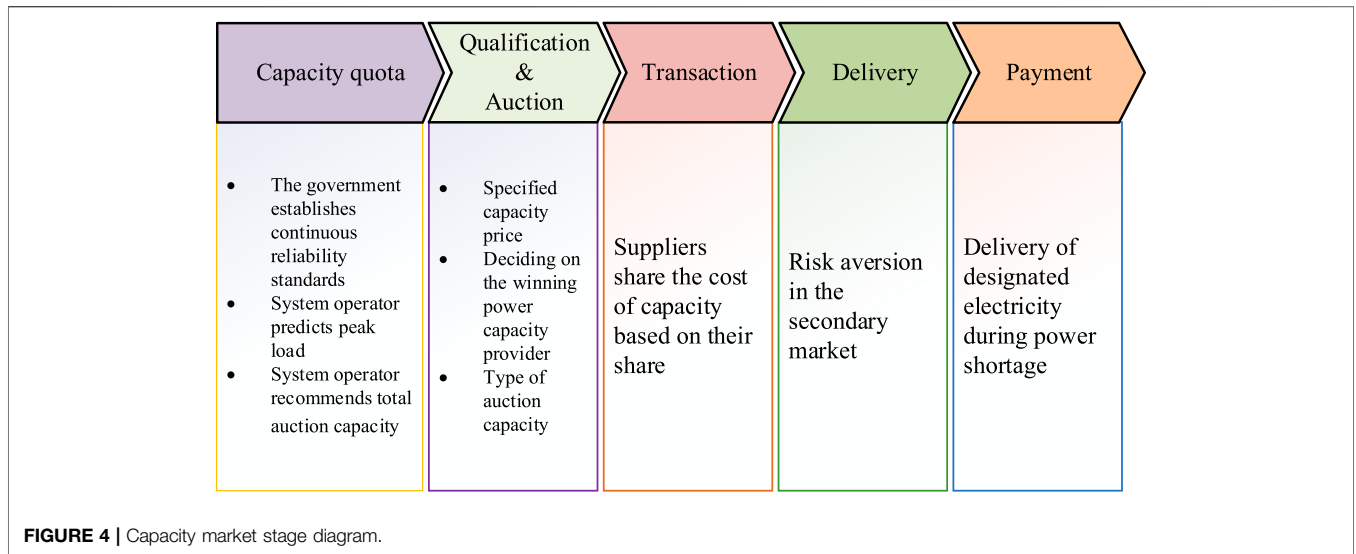 Capacity quota
Qualification
&
Auction
Transaction
Delivery
Payment
• The government
establishes
continuous
reliability
standards
• System operator
predicts peak
load
• System operator
recommends total
auction capacity
• Specified
capacity
price
• Deciding on
the winning
power
capacity
provider
• Type of
auction
capacity
Suppliers
share the cost
of capacity
based on their
share
Risk aversion
in the
secondary
market
Delivery of
designated
electricity
during power
shortage
FIGURE 4 | Capacity market stage diagram.